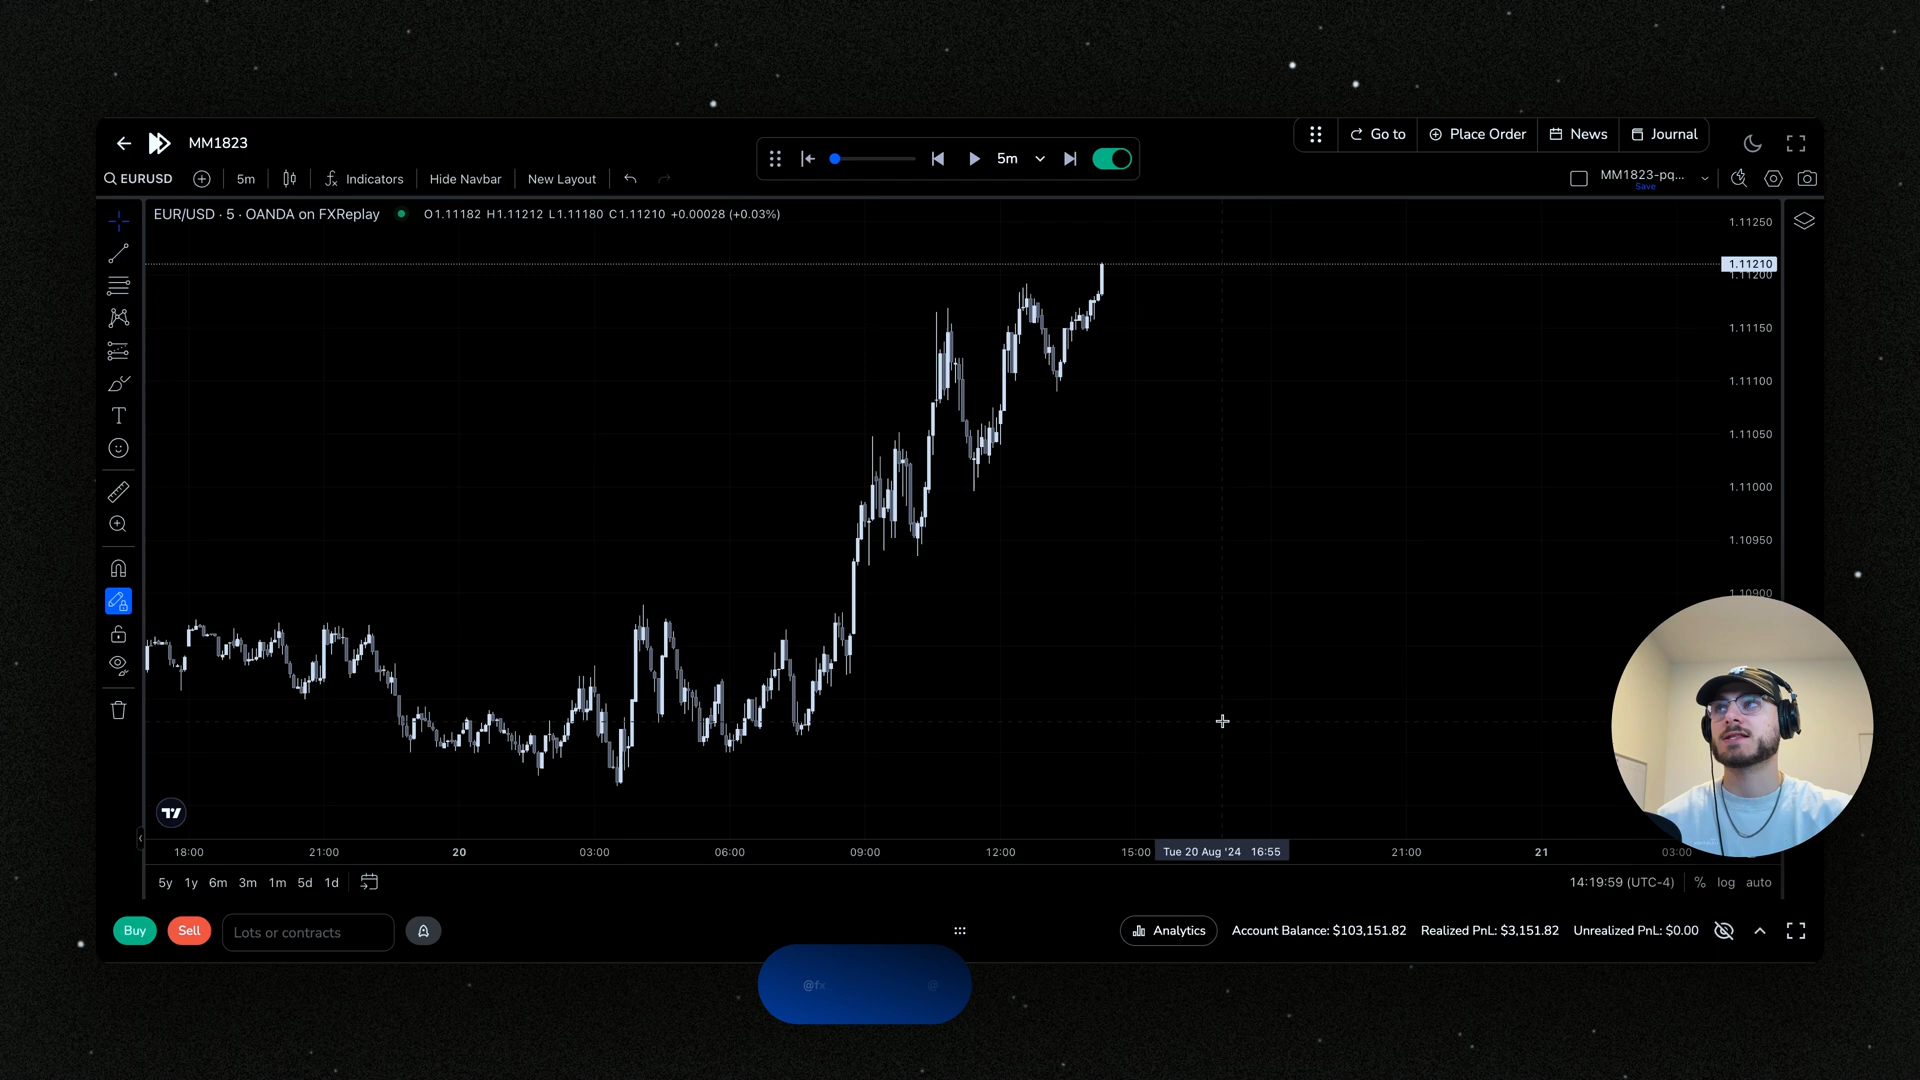 MM1823
Go to
Place Order
News
Journal
5m
EURUSD
5m
Indicators
Hide Navbar
New Layout
MM1823-pq...
Save
EUR/USD · 5 · OANDA on FXReplay
O1.11182 H1.11212 L1.11180 C1.11210 +0.00028 (+0.03%)
1.11250
1.11210
1.11200
1.11150
1.11100
1.11050
1.11000
1.10950
1.10900
18:00
21:00
20
03:00
06:00
09:00
12:00
15:00
Tue 20 Aug '24 16:55
21:00
21
03:00
5y
1y
6m
3m
1m
5d
1d
14:19:59 (UTC-4)
%
log
auto
Buy
Sell
Lots or contracts
Analytics
Account Balance: $103,151.82
Realized PnL: $3,151.82
Unrealized PnL: $0.00
@fx
@